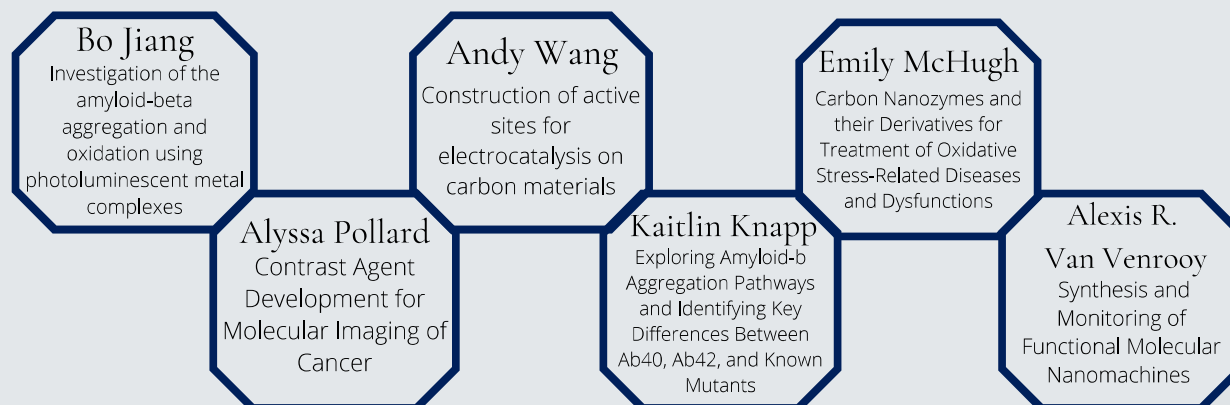 Bo Jiang
Investigation of the
amyloid-beta
aggregation and
oxidation using
photoluminescent metal
complexes
Alyssa Pollard
Contrast Agent
Development for
Molecular Imaging of
Cancer
Andy Wang
Construction of active
sites for
electrocatalysis on
carbon materials
Kaitlin Knapp
Exploring Amyloid-b
Aggregation Pathways
and Identifying Key
Differences Between
Ab40, Ab42, and Known
Mutants
Emily McHugh
Carbon Nanozymes and
their Derivatives for
Treatment of Oxidative
Stress-Related Diseases
and Dysfunctions
Alexis R.
Van Venrooy
Synthesis and
Monitoring of
Functional Molecular
Nanomachines